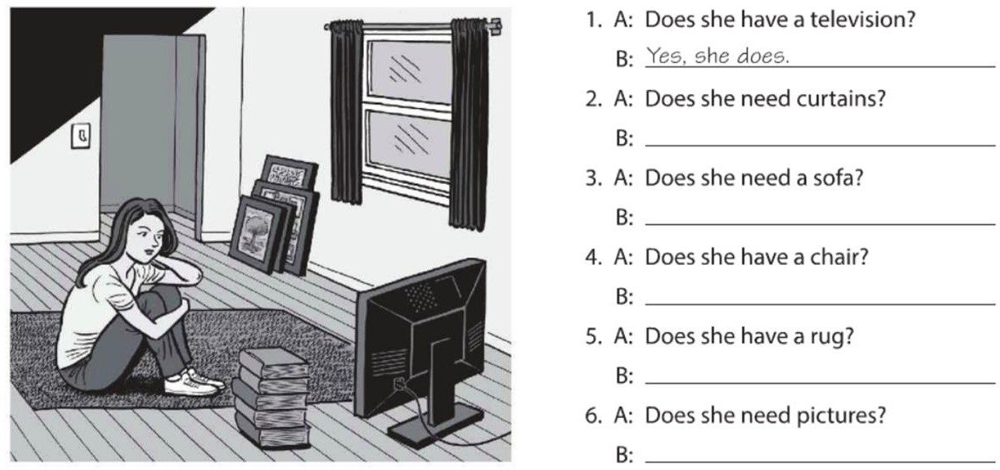 1. A: Does she have a television?
B: Yes, she does.
2. A: Does she need curtains?
B:
3. A: Does she need a sofa?
B:
4. A: Does she have a chair?
B:
5. A: Does she have a rug?
B:
6. A: Does she need pictures?
B: